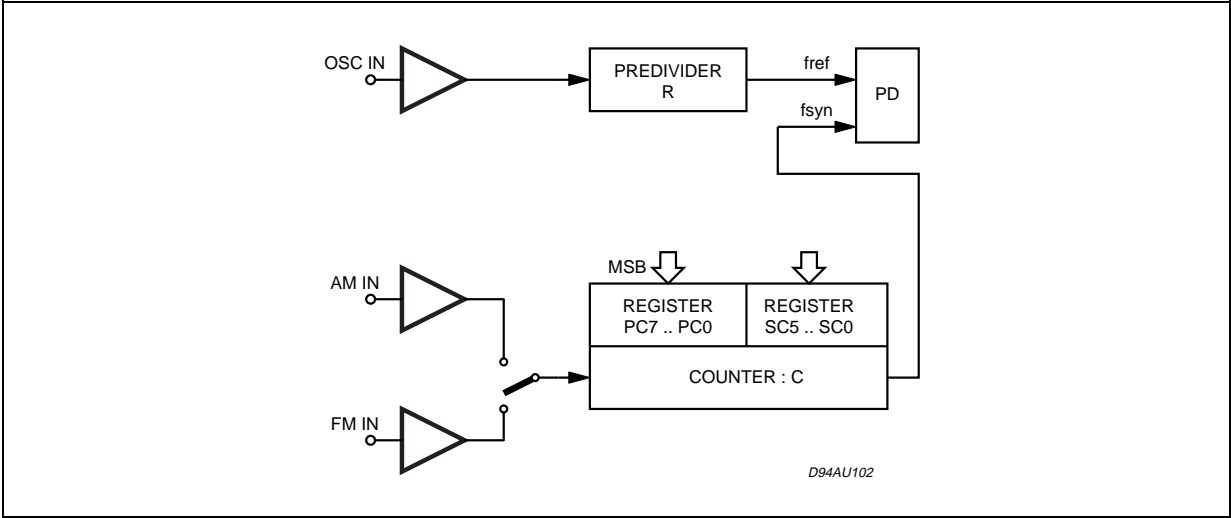 OSC IN
PREDIVIDER
R
fref
fsyn
PD
MSB
AM IN
REGISTER
PC7 .. PC0
REGISTER
SC5 .. SC0
COUNTER : C
FM IN
D94AU102